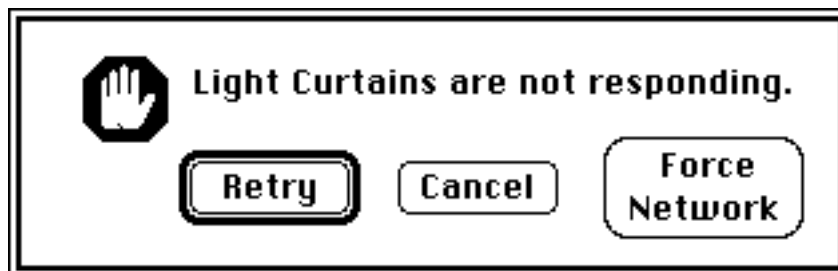 Light Curtains are not responding.
Retry
Cancel
Force
Network